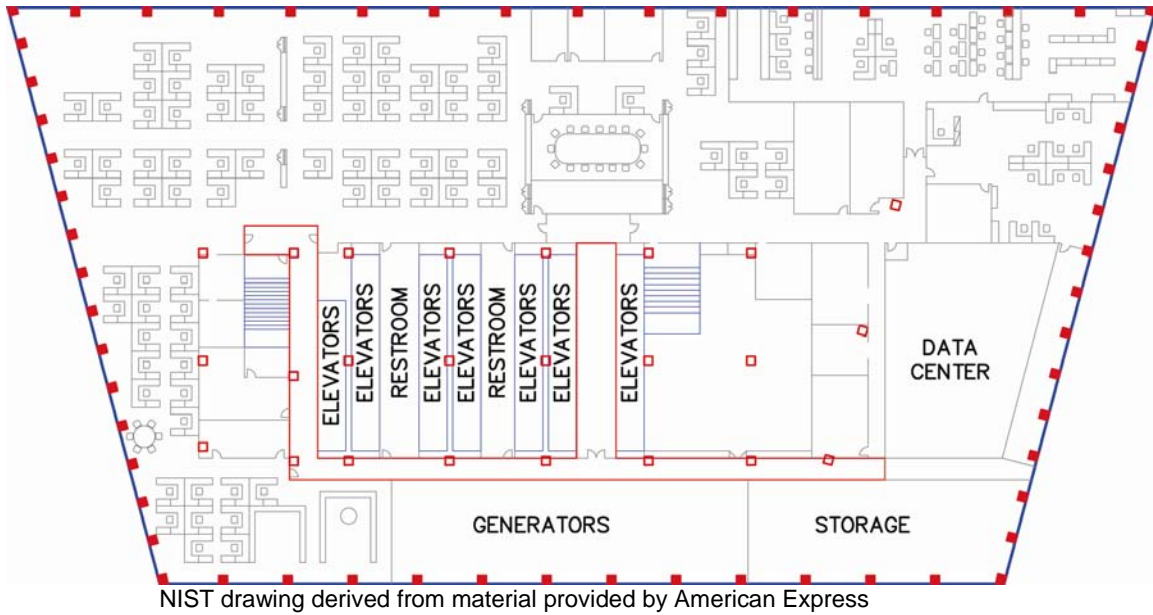 ELEVATORS
ELEVATORS
RESTROOM
ELEVATORS
ELEVATORS
RESTROOM
ELEVATORS
ELEVATORS
ELEVATORS
DATA
CENTER
GENERATORS
STORAGE
NIST drawing derived from material provided by American Express